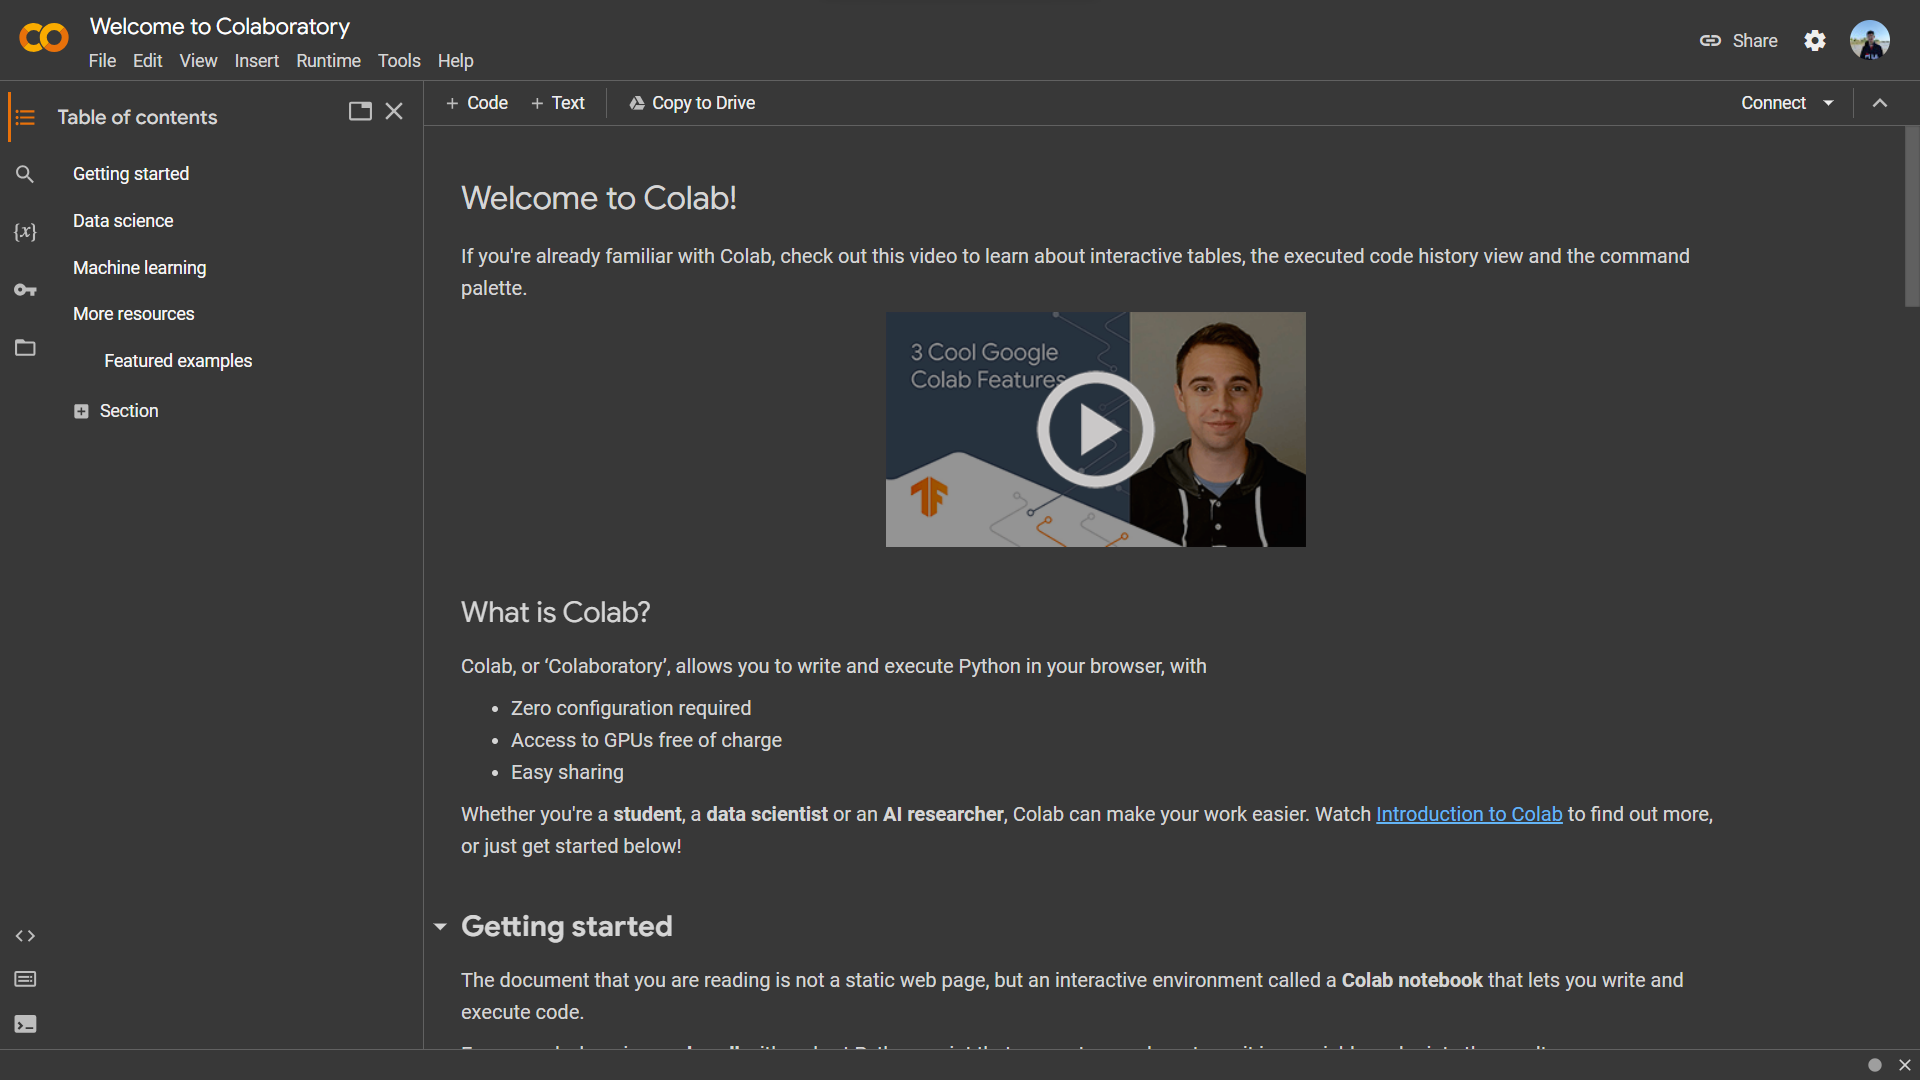 Welcome to Colaboratory
File Edit View Insert Runtime Tools Help
Share
Table of contents
+ Code + Text Copy to Drive
Connect
Getting started
Data science
{x}
Machine learning
More resources
Featured examples
Section
Welcome to Colab!
If you're already familiar with Colab, check out this video to learn about interactive tables, the executed code history view and the command
palette.
3 Cool Google
Colab Features
What is Colab?
Colab, or ‘Colaboratory’, allows you to write and execute Python in your browser, with
• Zero configuration required
• Access to GPUs free of charge
• Easy sharing
Whether you're a student, a data scientist or an AI researcher, Colab can make your work easier. Watch Introduction to Colab to find out more,
or just get started below!
Getting started
The document that you are reading is not a static web page, but an interactive environment called a Colab notebook that lets you write and
execute code.